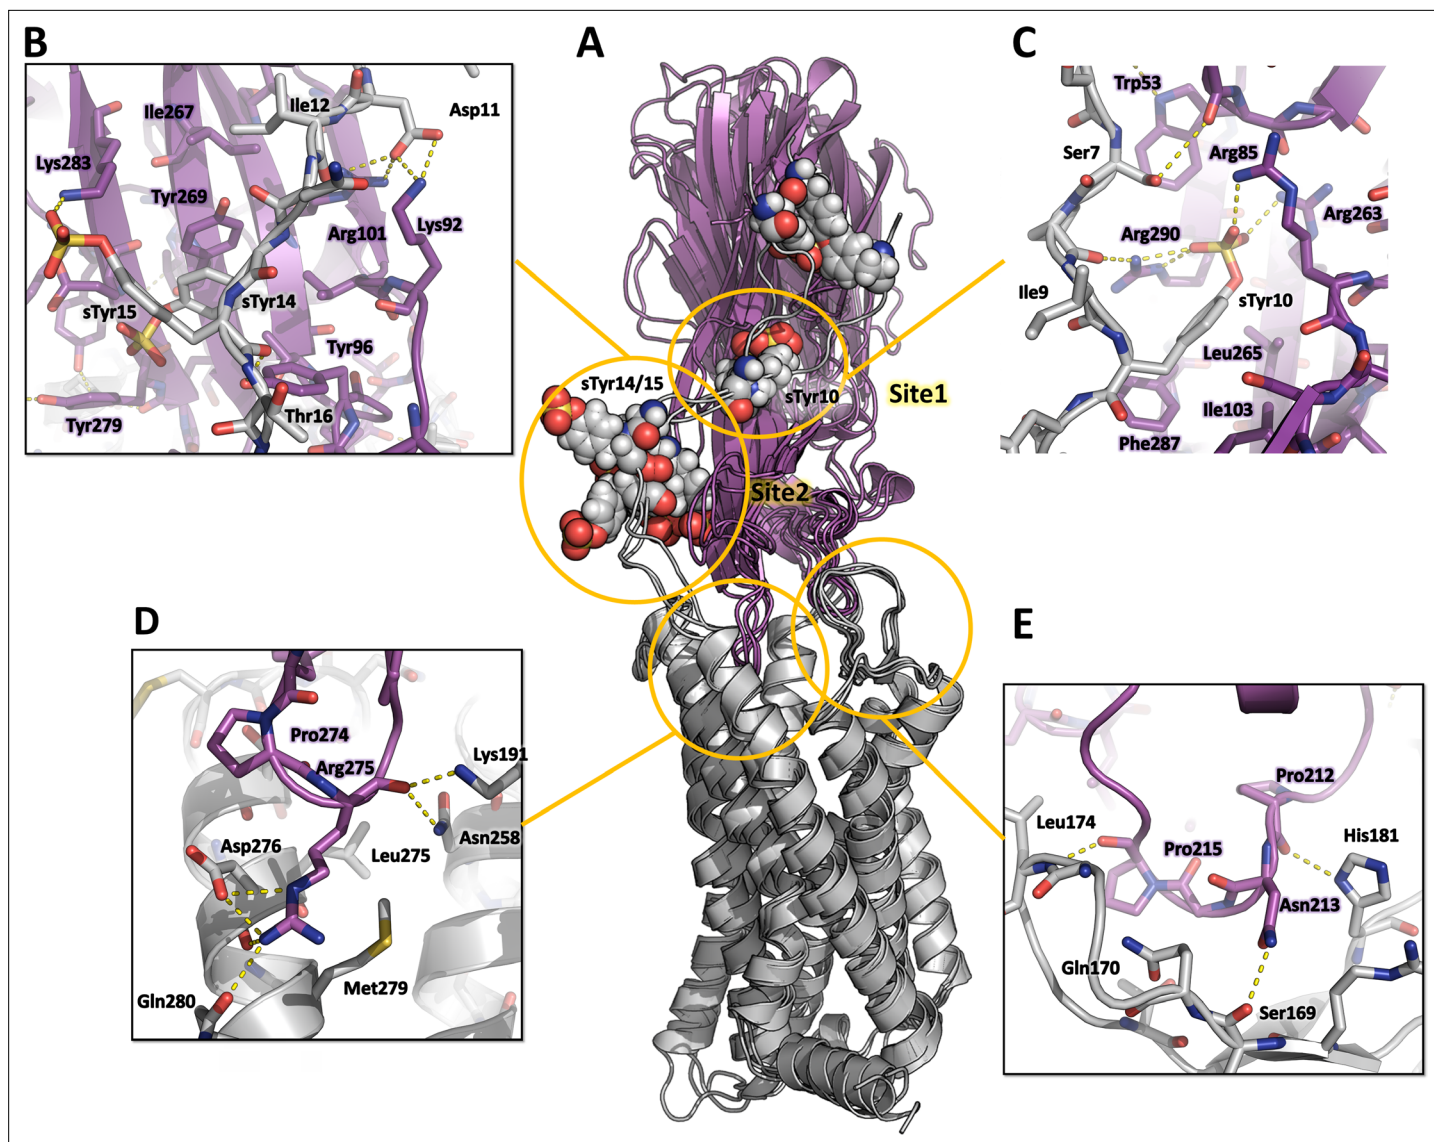 B
Ile12
Asp11
Ile267
Lys283
Tyr269
Lys92
Arg101
sTyr14
sTyr15
Tyr96
Thr16
Tyr279
A
sTyr14/15
sTyr10
Site1
Site2
C
Trp53
Ser7
Arg85
Arg263
Arg290
Ile9
sTyr10
Leu265
Ile103
Phe287
D
Pro274
Arg275
Lys191
Asn258
Asp276
Leu275
Met279
Gln280
E
Pro212
Leu174
His181
Pro215
Asn213
Gln170
Ser169